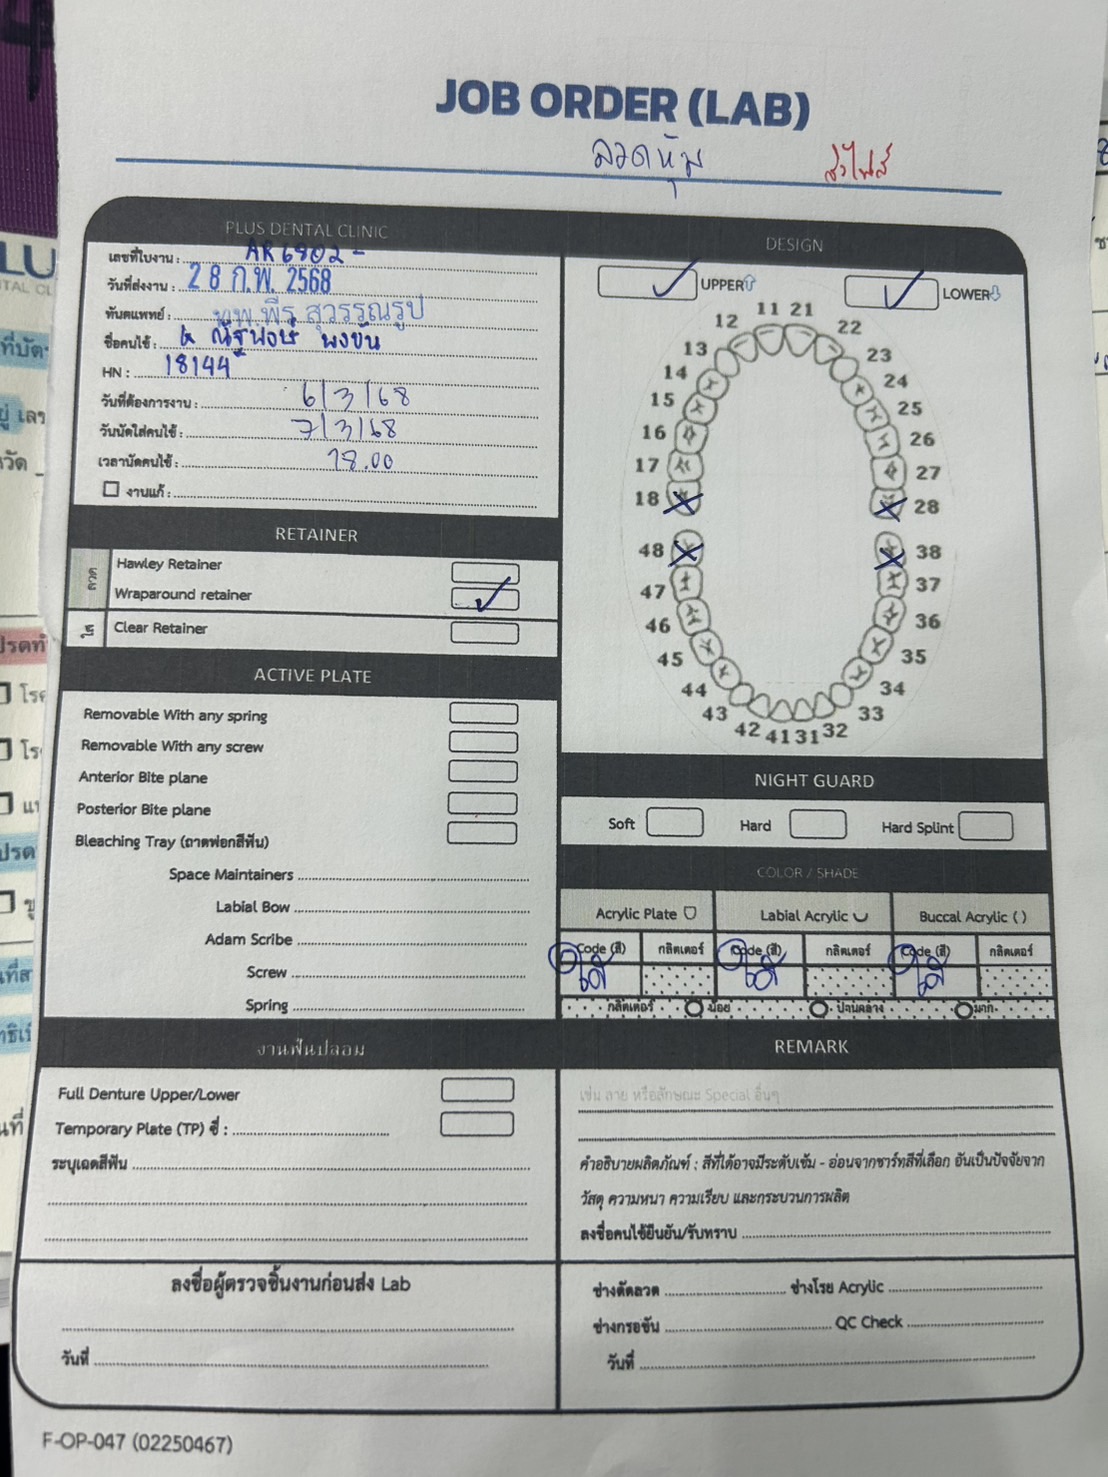 JOB ORDER (LAB)
ลวดหุ้ม
ส่งไฟล์
PLUS DENTAL CLINIC
เลขที่ใบงาน : AR6802-
วันที่ส่งงาน : 28 ก.พ. 2568
ทันตแพทย์ : ทพ.พีรุ สุวรรณรูป
ชื่อคนไข้ :
HN : 18144
วันที่ต้องการงาน : 6/3/68
วันนัดใส่คนไข้ : 7/3/68
เวลานัดคนไข้ : 18.00
งานแก้ :
DESIGN
UPPER
LOWER
11 21
12 22
13 23
14 24
15 25
16 26
17 27
18 28
48 38
47 37
46 36
45 35
44 34
43 33
42 41 31 32
RETAINER
ลวด
Hawley Retainer
Wraparound retainer
ใส
Clear Retainer
ACTIVE PLATE
Removable With any spring
Removable With any screw
Anterior Bite plane
Posterior Bite plane
Bleaching Tray (ถาดฟอกสีฟัน)
Space Maintainers
Labial Bow
Adam Scribe
Screw
Spring
NIGHT GUARD
Soft Hard Hard Splint
COLOR / SHADE
Acrylic Plate Labial Acrylic Buccal Acrylic ( )
Code (สี) กลิตเตอร์ Code (สี) กลิตเตอร์ Code (สี) กลิตเตอร์
กลิตเตอร์ น้อย ปานกลาง มาก
งานฟันปลอม
Full Denture Upper/Lower
Temporary Plate (TP) ซี่ :
ระบุเฉดสีฟัน
REMARK
เช่น ลาย หรือลักษณะ Special อื่นๆ
คำอธิบายผลิตภัณฑ์ : สีที่ได้อาจมีระดับเข้ม - อ่อนจากชาร์ทสีที่เลือก อันเป็นปัจจัยจาก
วัสดุ ความหนา ความเรียบ และกระบวนการผลิต
ลงชื่อคนไข้ยืนยัน/รับทราบ
ลงชื่อผู้ตรวจชิ้นงานก่อนส่ง Lab
วันที่
ช่างดัดลวด ช่างโรย Acrylic
ช่างกรอขัน QC Check
วันที่
F-OP-047 (02250467)